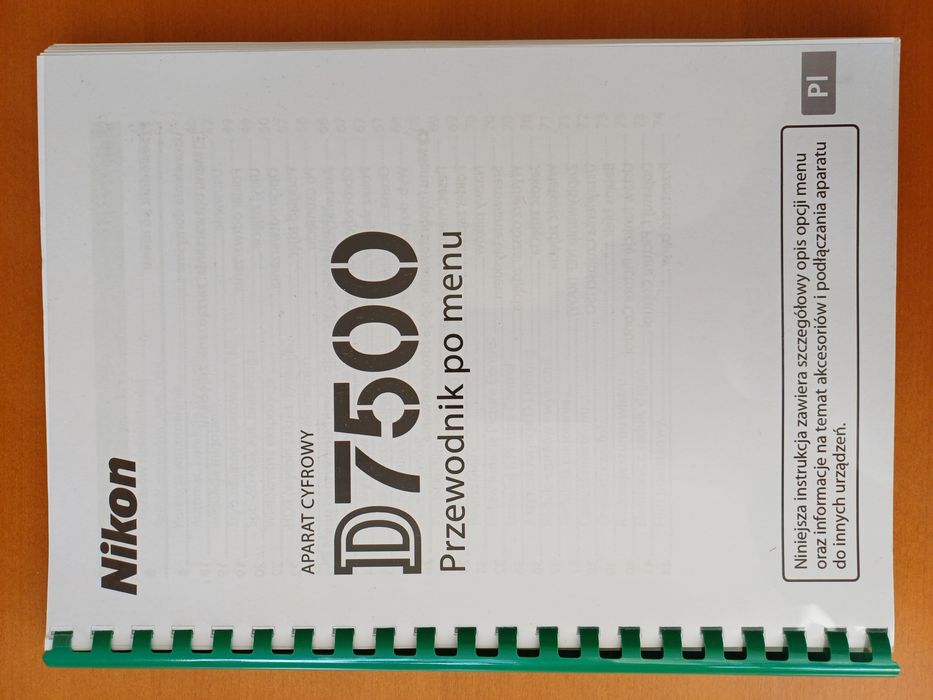 Nikon
APARAT CYFROWY
D7500
Przewodnik po menu
Niniejsza instrukcja zawiera szczegółowy opis opcji menu
oraz informacje na temat akcesoriów i podłączania aparatu
do innych urządzeń.
Pl